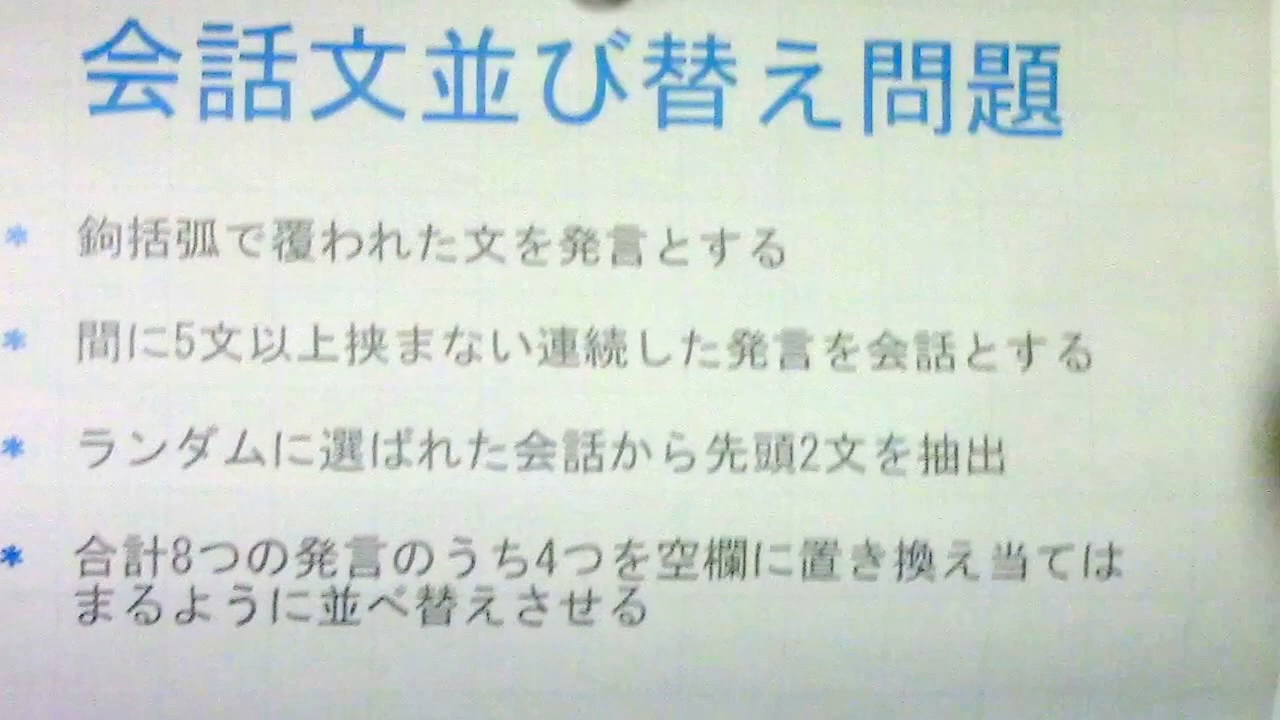 会話文並び替え問題
* 鉤括弧で覆われた文を発言とする
* 間に5文以上挟まない連続した発言を会話とする
* ランダムに選ばれた会話から先頭2文を抽出
* 合計8つの発言のうち4つを空欄に置き換え当ては
まるように並べ替えさせる